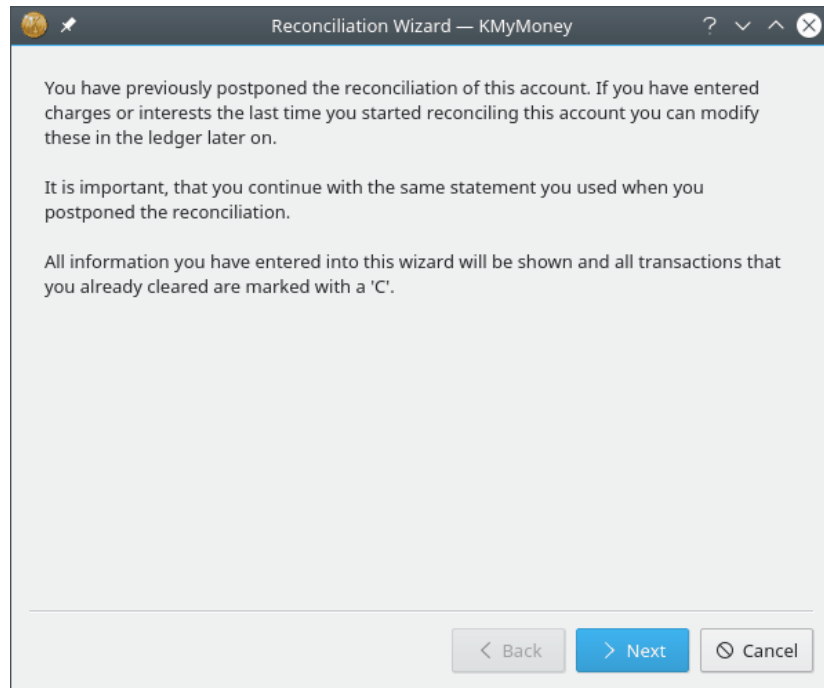 Reconciliation Wizard — KMyMoney
You have previously postponed the reconciliation of this account. If you have entered
charges or interests the last time you started reconciling this account you can modify
these in the ledger later on.
It is important, that you continue with the same statement you used when you
postponed the reconciliation.
All information you have entered into this wizard will be shown and all transactions that
you already cleared are marked with a 'C'.
Back
Next
Cancel